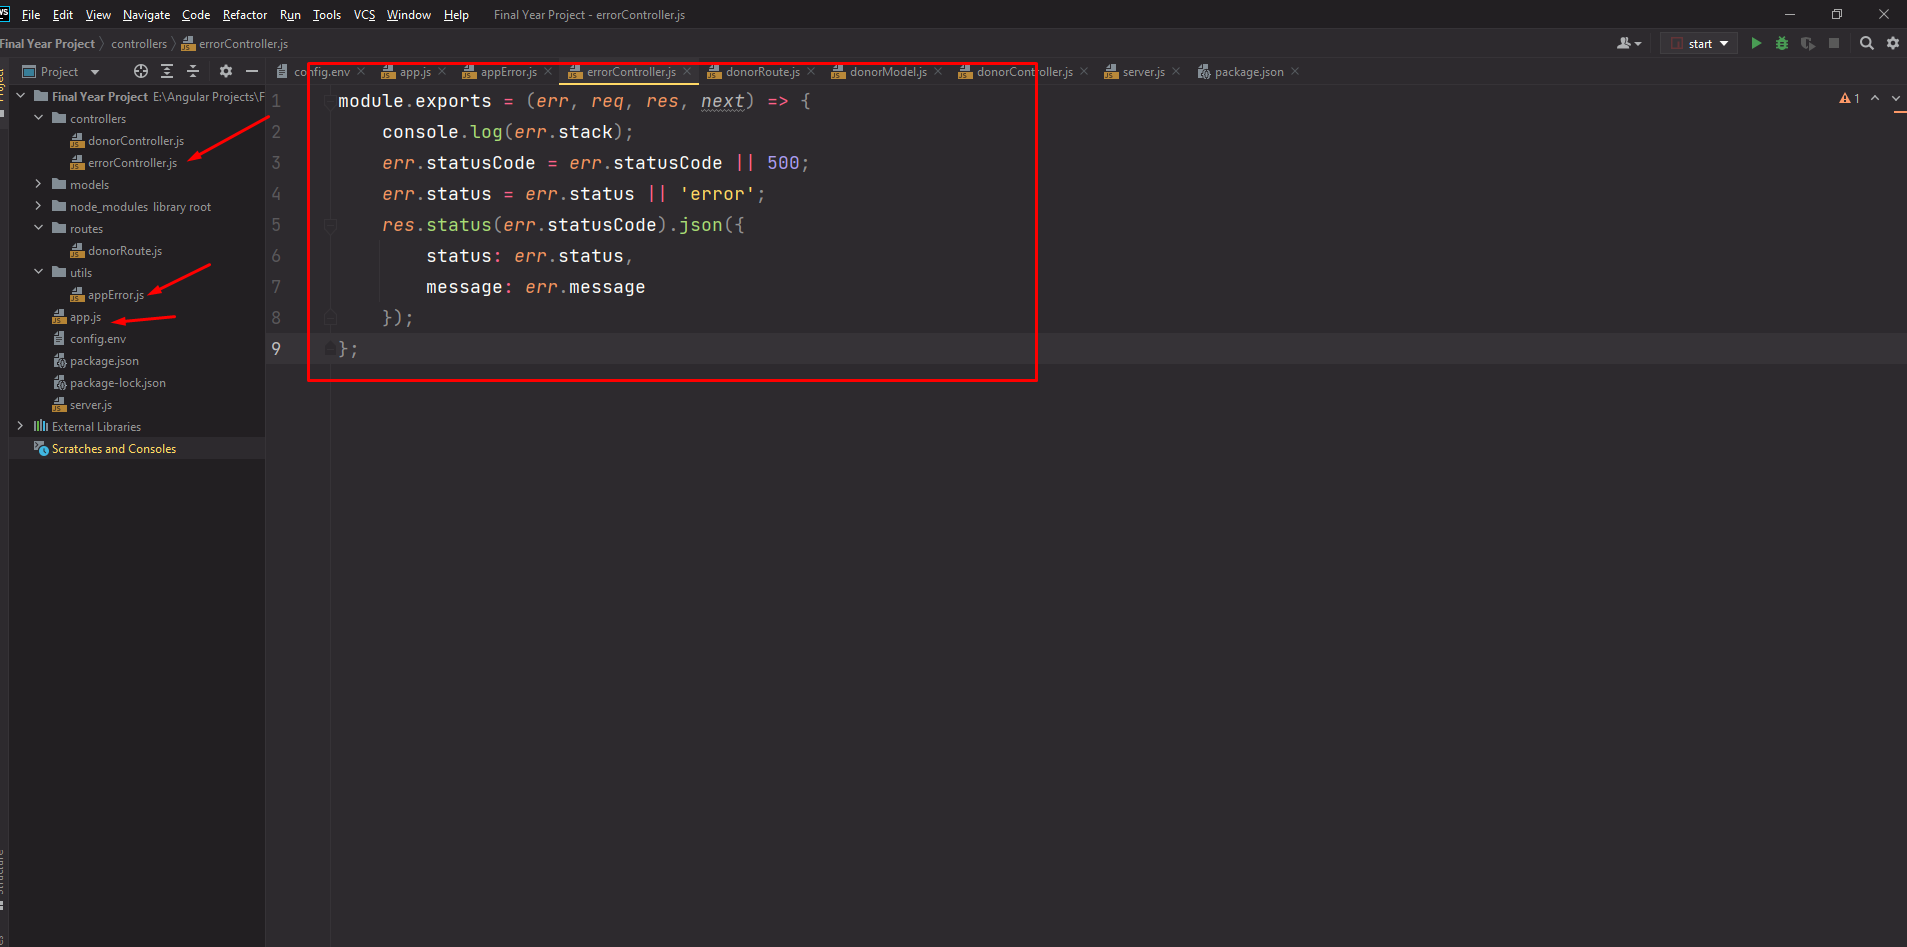 WS File Edit View Navigate Code Refactor Run Tools VCS Window Help Final Year Project - errorController.js
Final Year Project controllers errorController.js start
Project config.env app.js appError.js errorController.js donorRoute.js donorModel.js donorController.js server.js package.json
Project
Final Year Project E:\Angular Projects\F
controllers
donorController.js
errorController.js
models
node_modules library root
routes
donorRoute.js
utils
appError.js
app.js
config.env
package.json
package-lock.json
server.js
External Libraries
Scratches and Consoles
1 module.exports = (err, req, res, next) => {
2 console.log(err.stack);
3 err.statusCode = err.statusCode || 500;
4 err.status = err.status || 'error';
5 res.status(err.statusCode).json({
6 status: err.status,
7 message: err.message
8 });
9 };
1
Structure